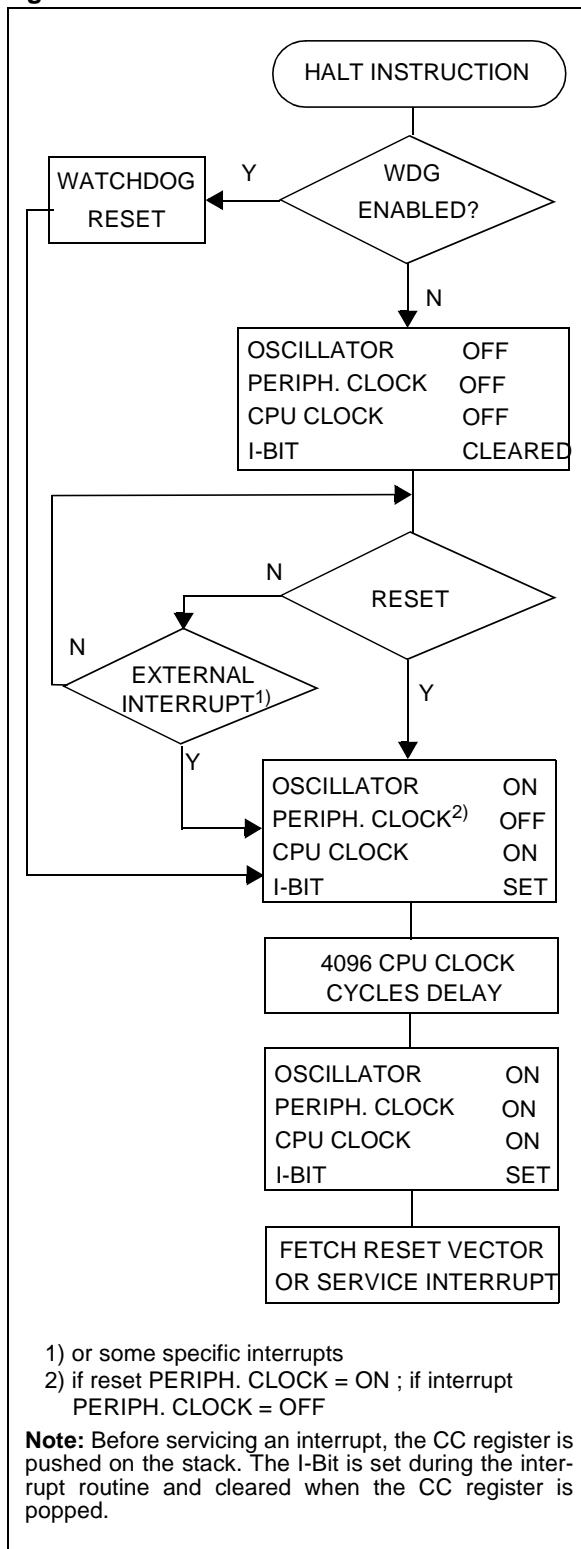 HALT INSTRUCTION
WDG
ENABLED?
Y
WATCHDOG
RESET
N
OSCILLATOR OFF
PERIPH. CLOCK OFF
CPU CLOCK OFF
I-BIT CLEARED
RESET
N
N
EXTERNAL
INTERRUPT1)
Y
Y
OSCILLATOR ON
PERIPH. CLOCK2) OFF
CPU CLOCK ON
I-BIT SET
4096 CPU CLOCK
CYCLES DELAY
OSCILLATOR ON
PERIPH. CLOCK ON
CPU CLOCK ON
I-BIT SET
FETCH RESET VECTOR
OR SERVICE INTERRUPT
1) or some specific interrupts
2) if reset PERIPH. CLOCK = ON ; if interrupt
PERIPH. CLOCK = OFF
Note: Before servicing an interrupt, the CC register is
pushed on the stack. The I-Bit is set during the inter-
rupt routine and cleared when the CC register is
popped.